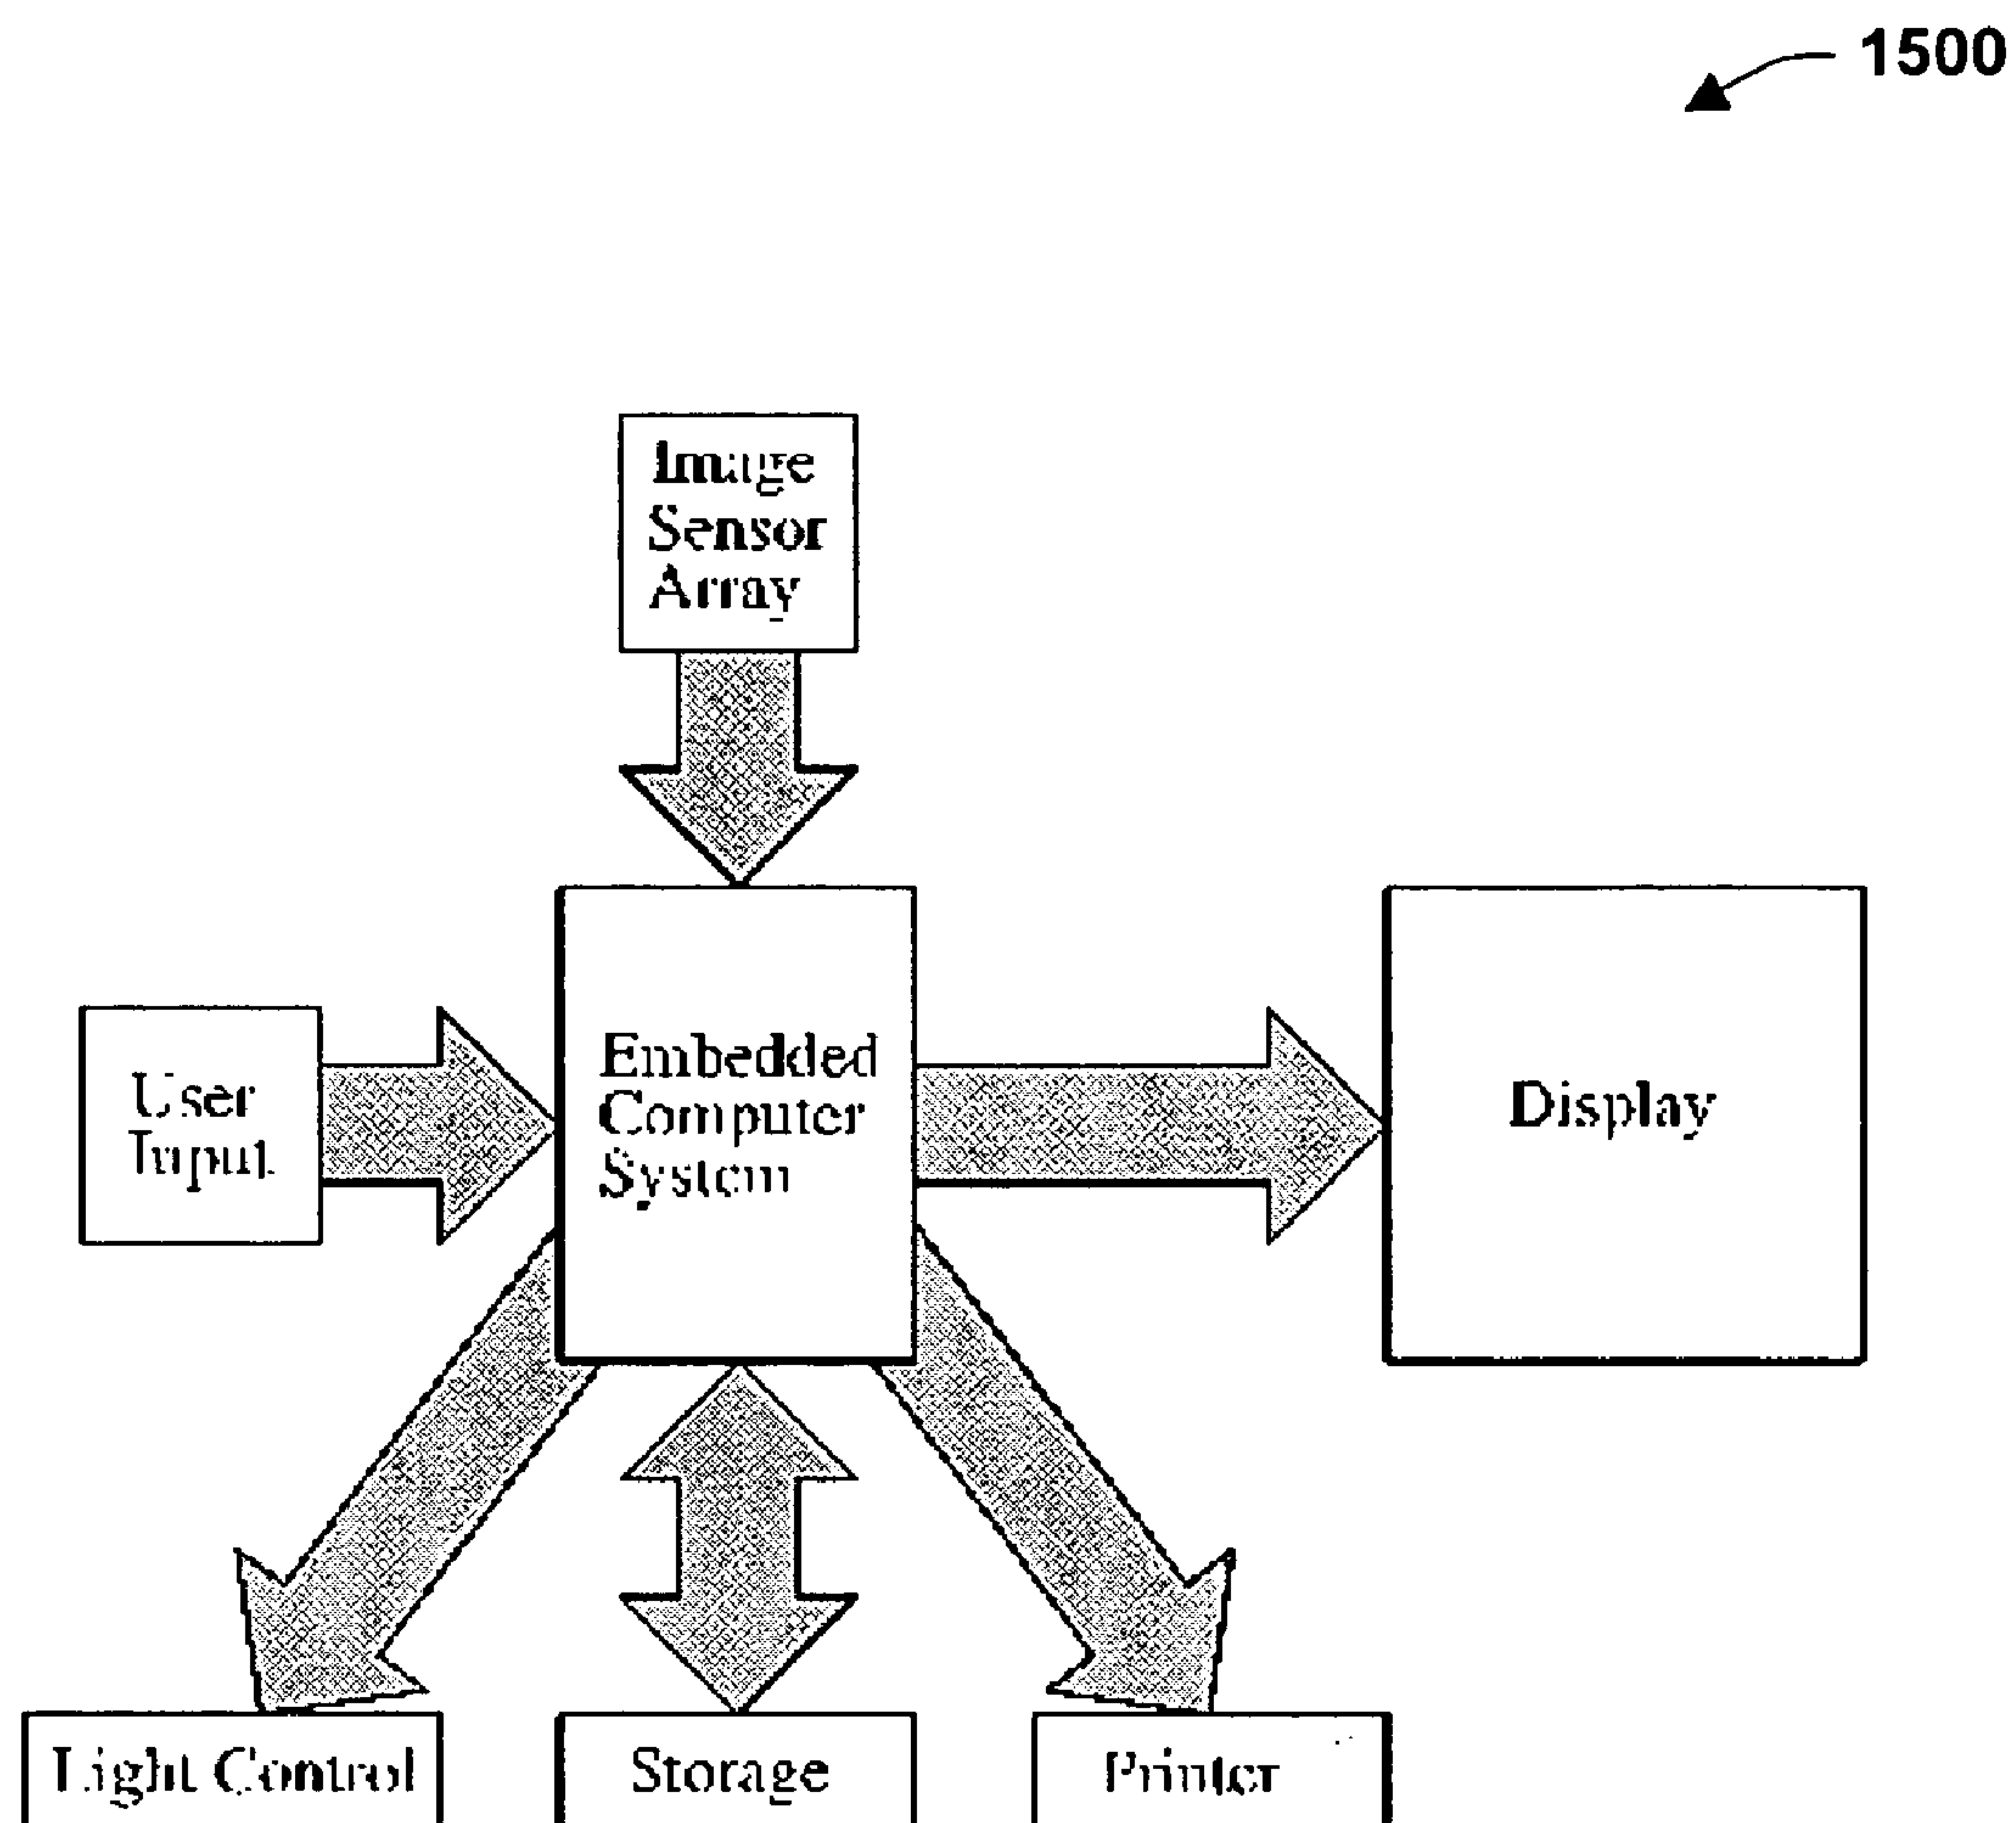 1500
Image
Sensor
Array
User
Input
Embedded
Computer
System
Display
Light Control
Storage
Printer